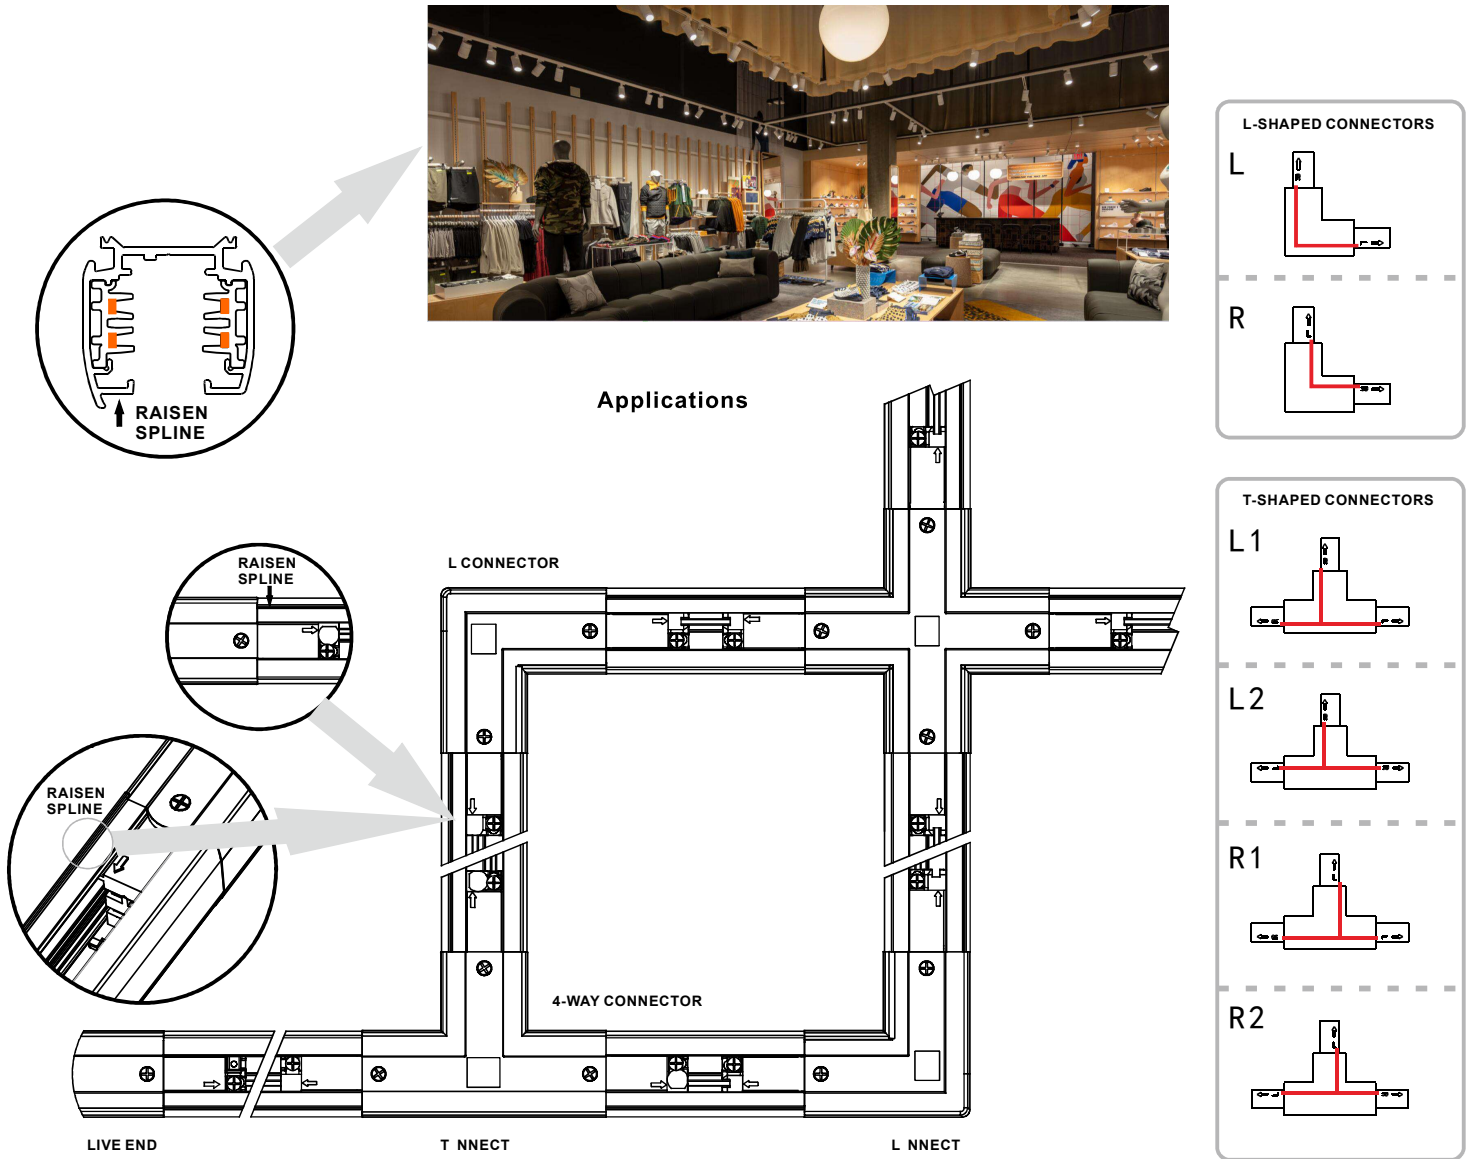 L-SHAPED CONNECTORS
L
R
RAISEN
SPLINE
Applications
T-SHAPED CONNECTORS
L1
L2
R1
R2
L CONNECTOR
RAISEN
SPLINE
RAISEN
SPLINE
4-WAY CONNECTOR
LIVE END
T NNECT
L NNECT